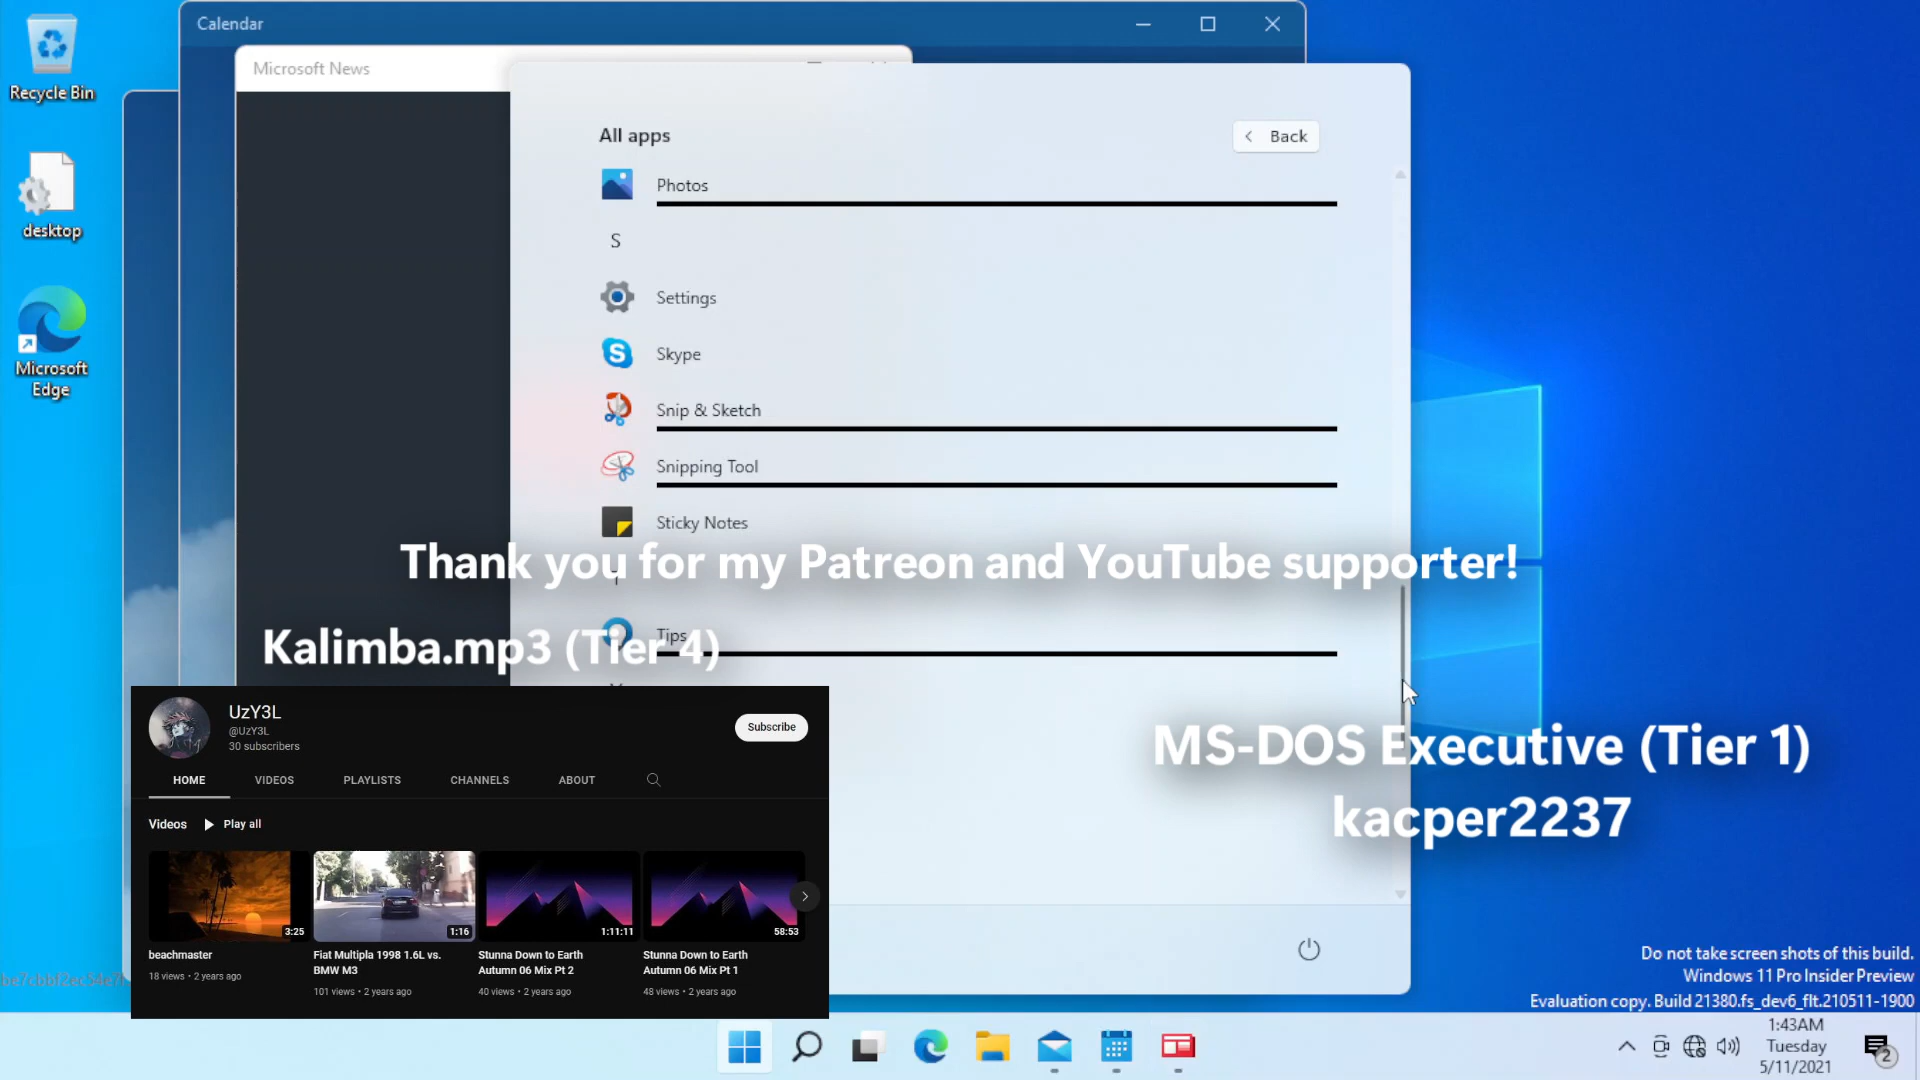 Calendar
Recycle Bin
desktop
Microsoft
Edge
Microsoft News
All apps
Back
Photos
S
Settings
Skype
Snip & Sketch
Snipping Tool
Sticky Notes
Thank you for my Patreon and YouTube supporter!
Tips
Kalimba.mp3 (Tier 4)
UzY3L
@UzY3L
30 subscribers
Subscribe
HOME VIDEOS PLAYLISTS CHANNELS ABOUT
Videos Play all
3:25
beachmaster
18 views • 2 years ago
1:16
Fiat Multipla 1998 1.6L vs.
BMW M3
101 views • 2 years ago
1:11:11
Stunna Down to Earth
Autumn 06 Mix Pt 2
40 views • 2 years ago
58:53
Stunna Down to Earth
Autumn 06 Mix Pt 1
48 views • 2 years ago
MS-DOS Executive (Tier 1)
kacper2237
Do not take screen shots of this build.
Windows 11 Pro Insider Preview
Evaluation copy. Build 21380.fs_dev6_flt.210511-1900
1:43AM
Tuesday
5/11/2021
2